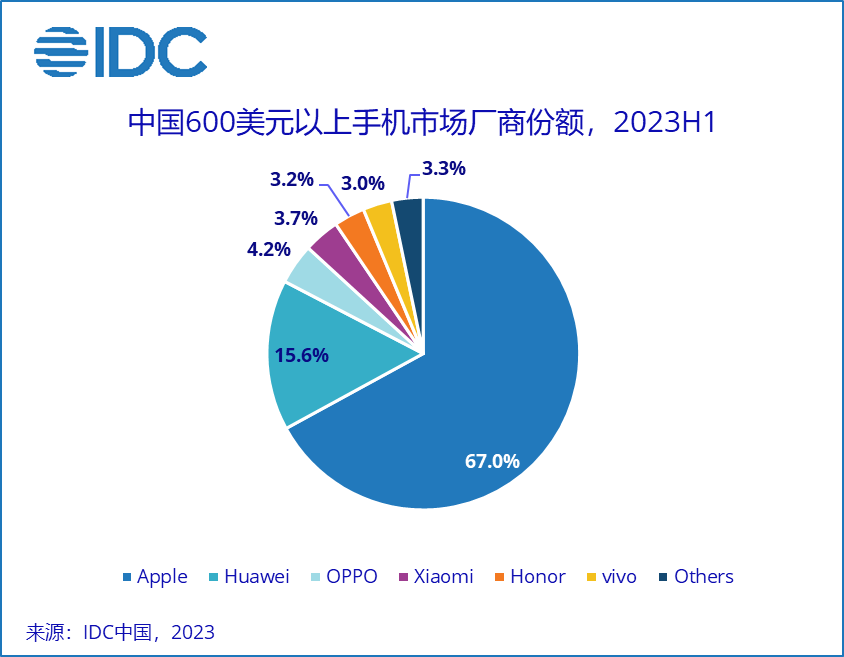 IDC
中国600美元以上手机市场厂商份额，2023H1
3.3%
3.2%
3.0%
3.7%
4.2%
15.6%
67.0%
Apple Huawei OPPO Xiaomi Honor vivo Others
来源：IDC中国，2023